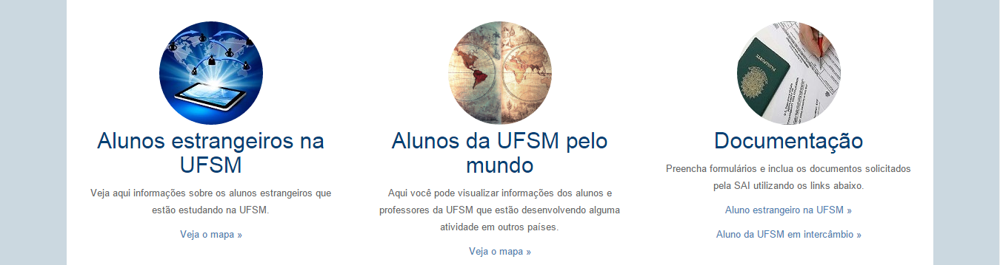 Alunos estrangeiros na
UFSM
Veja aqui informações sobre os alunos estrangeiros que
estão estudando na UFSM.
Veja o mapa »
Alunos da UFSM pelo
mundo
Aqui você pode visualizar informações dos alunos e
professores da UFSM que estão desenvolvendo alguma
atividade em outros países.
Veja o mapa »
PASSAPORTE
Documentação
Preencha formulários e inclua os documentos solicitados
pela SAI utilizando os links abaixo.
Aluno estrangeiro na UFSM »
Aluno da UFSM em intercâmbio »